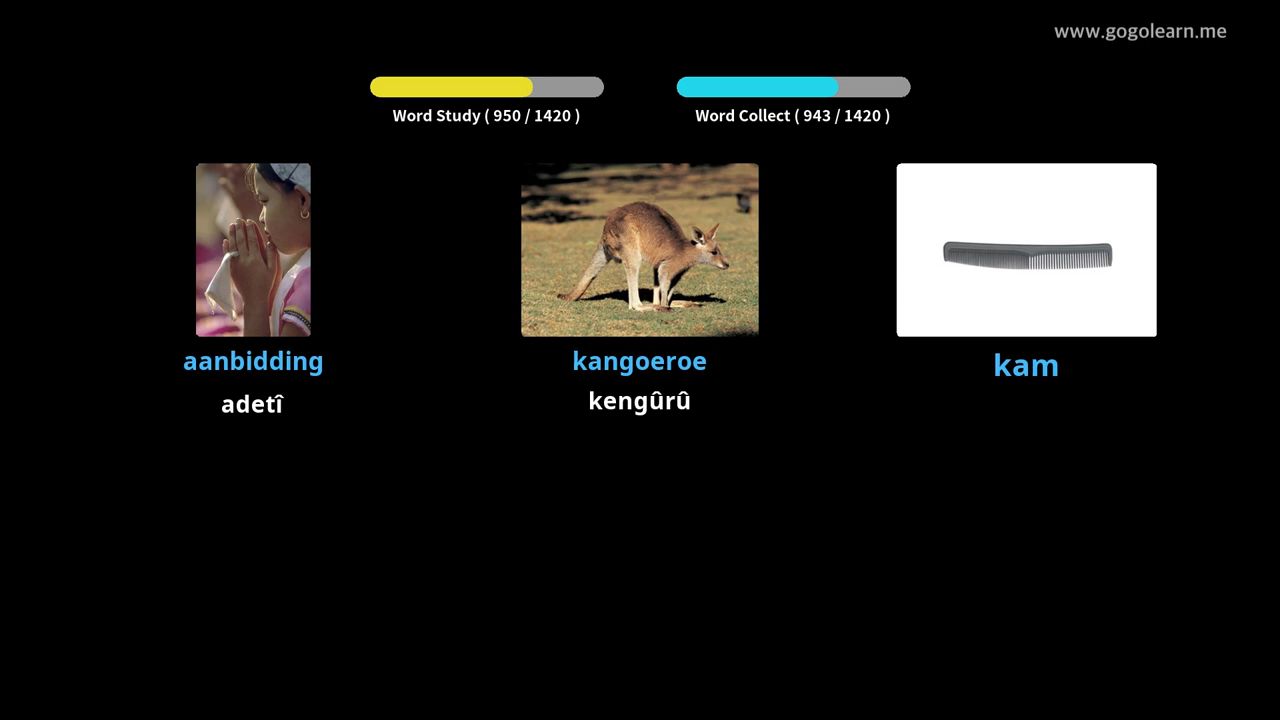 www.gogolearn.me
Word Study ( 950 / 1420 )
Word Collect ( 943 / 1420 )
aanbidding
adetî
kangoeroe
kengûrû
kam